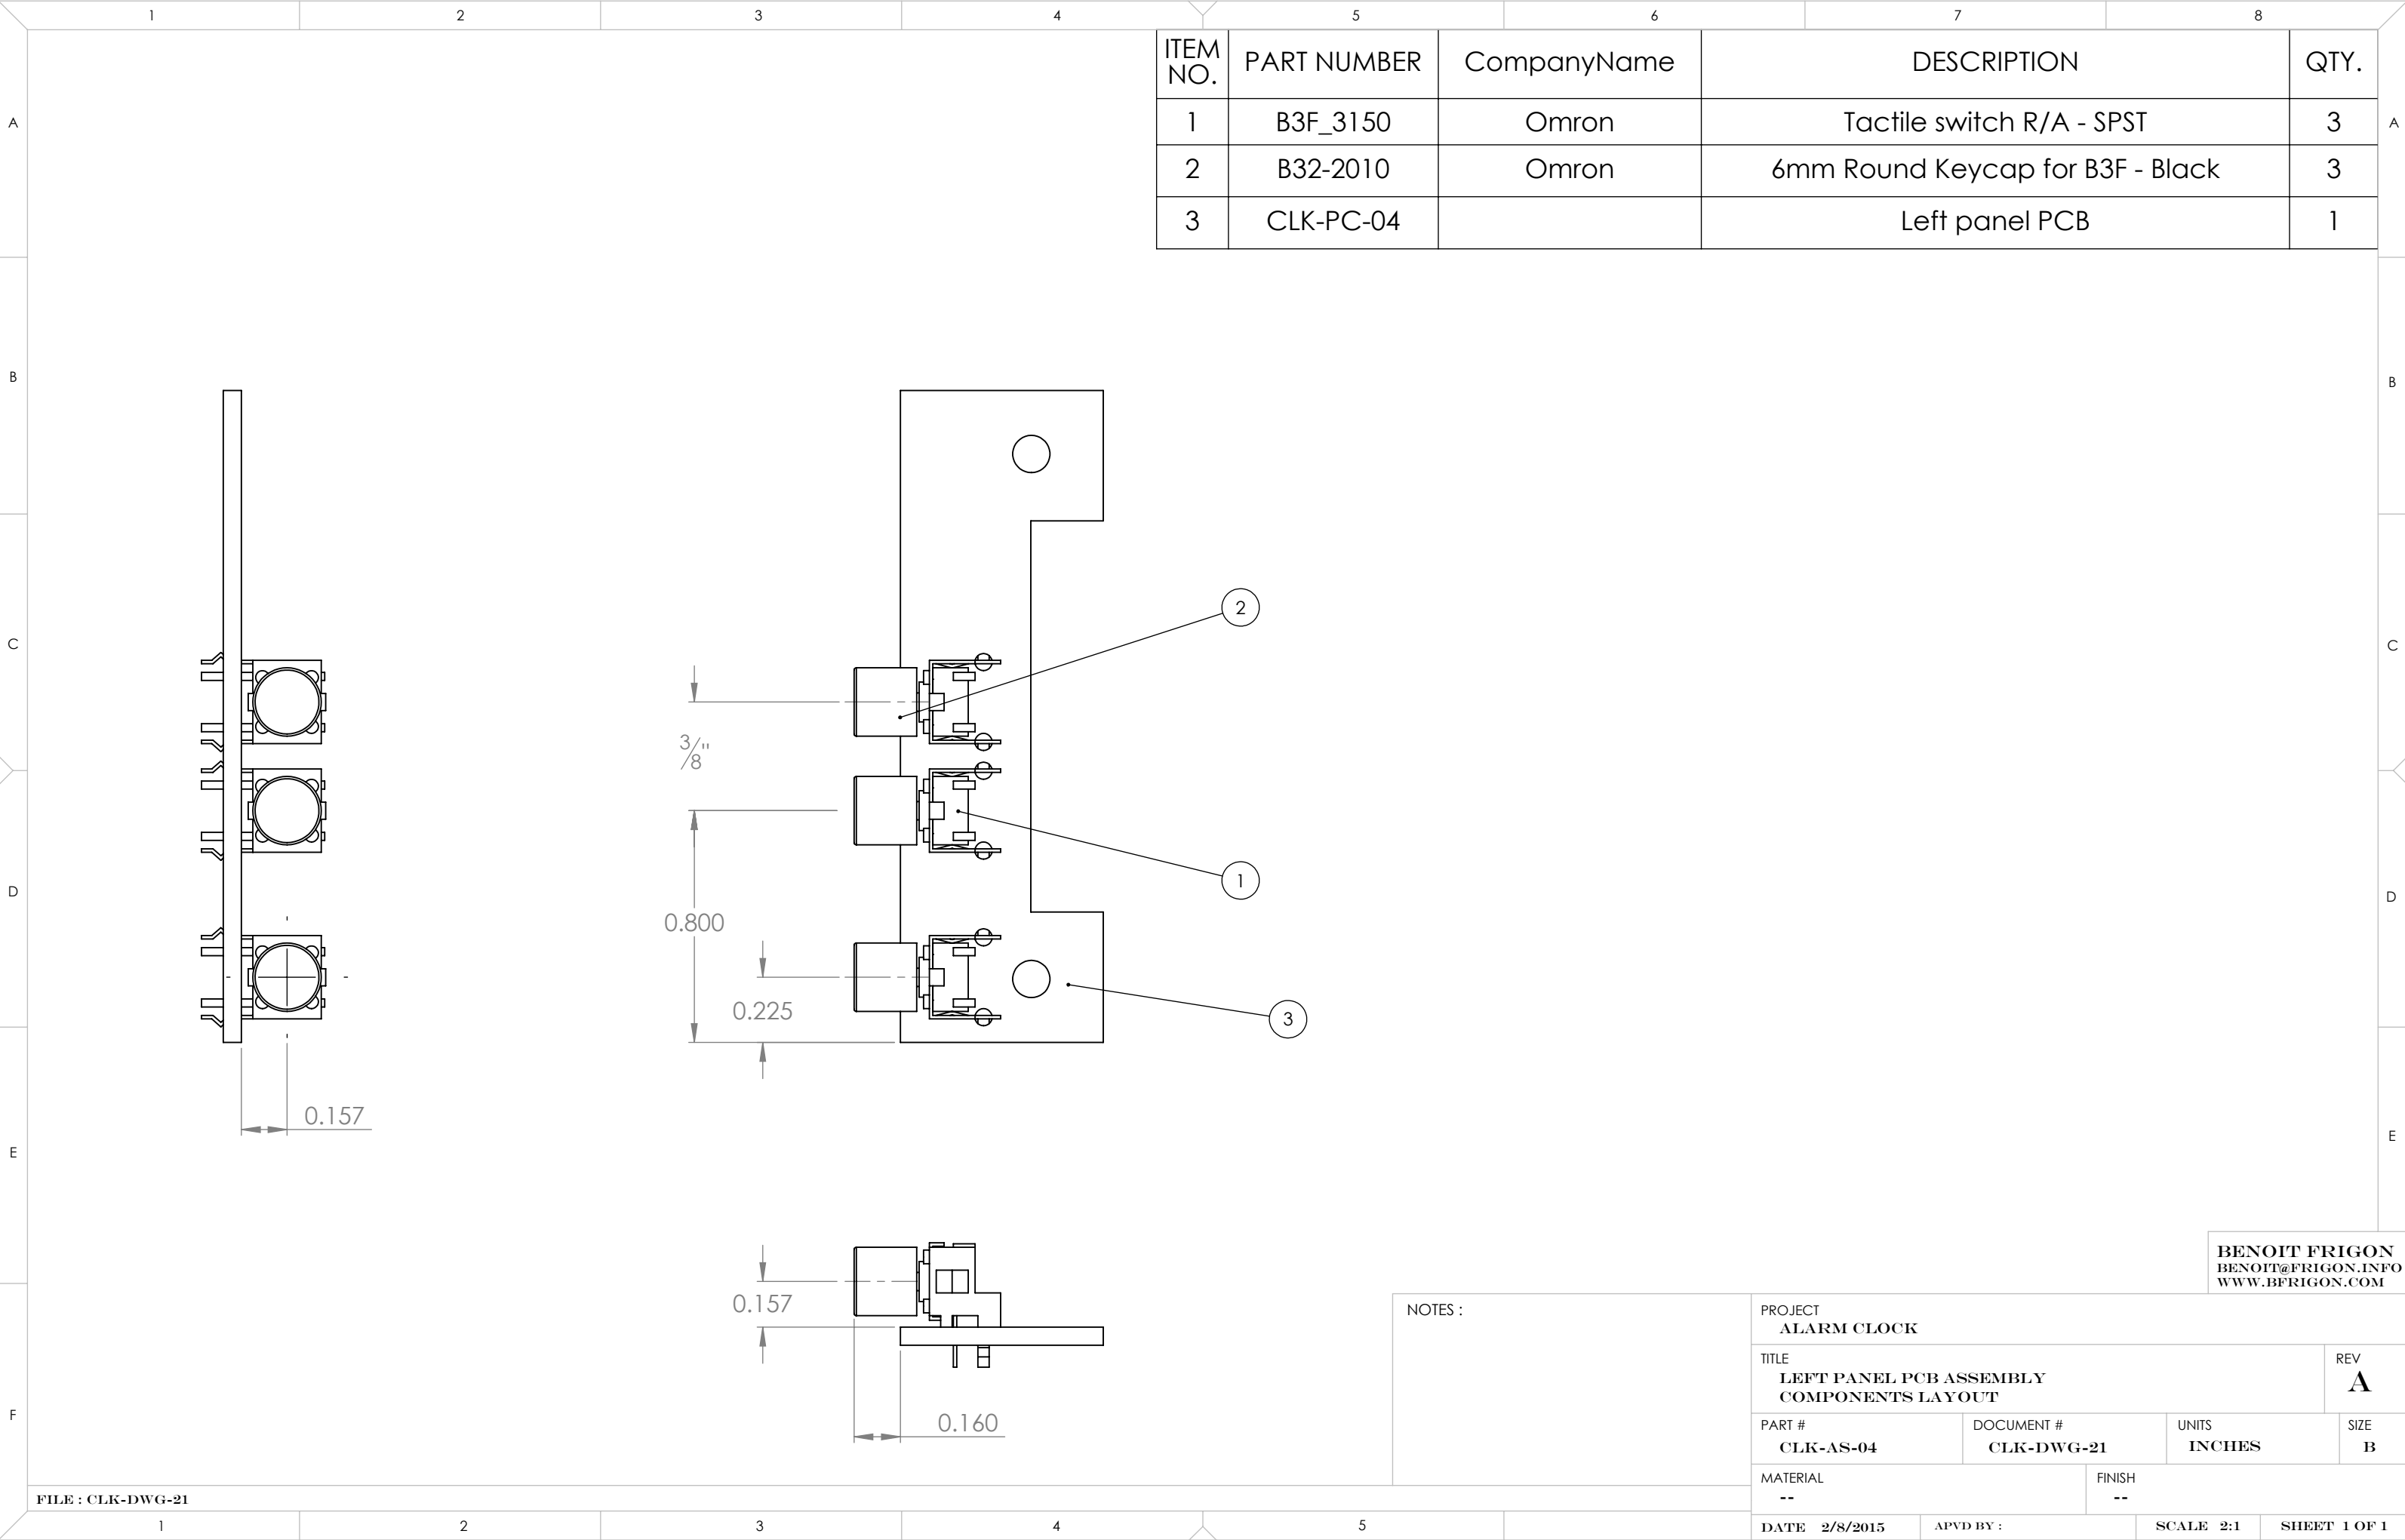 1 2 3 4 5 6 7 8
ITEM NO. PART NUMBER CompanyName DESCRIPTION QTY.
1 B3F_3150 Omron Tactile switch R/A - SPST 3
2 B32-2010 Omron 6mm Round Keycap for B3F - Black 3
3 CLK-PC-04 Left panel PCB 1
A A
B B
C C
D D
E E
F
2
3/8"
1
0.800
0.225
3
0.157
0.157
0.160
BENOIT FRIGON
BENOIT@FRIGON.INFO
WWW.BFRIGON.COM
NOTES :
PROJECT
ALARM CLOCK
TITLE
LEFT PANEL PCB ASSEMBLY
COMPONENTS LAYOUT
REV
A
PART #
CLK-AS-04
DOCUMENT #
CLK-DWG-21
UNITS
INCHES
SIZE
B
MATERIAL
--
FINISH
--
DATE 2/8/2015 APVD BY : SCALE 2:1 SHEET 1 OF 1
FILE : CLK-DWG-21
1 2 3 4 5